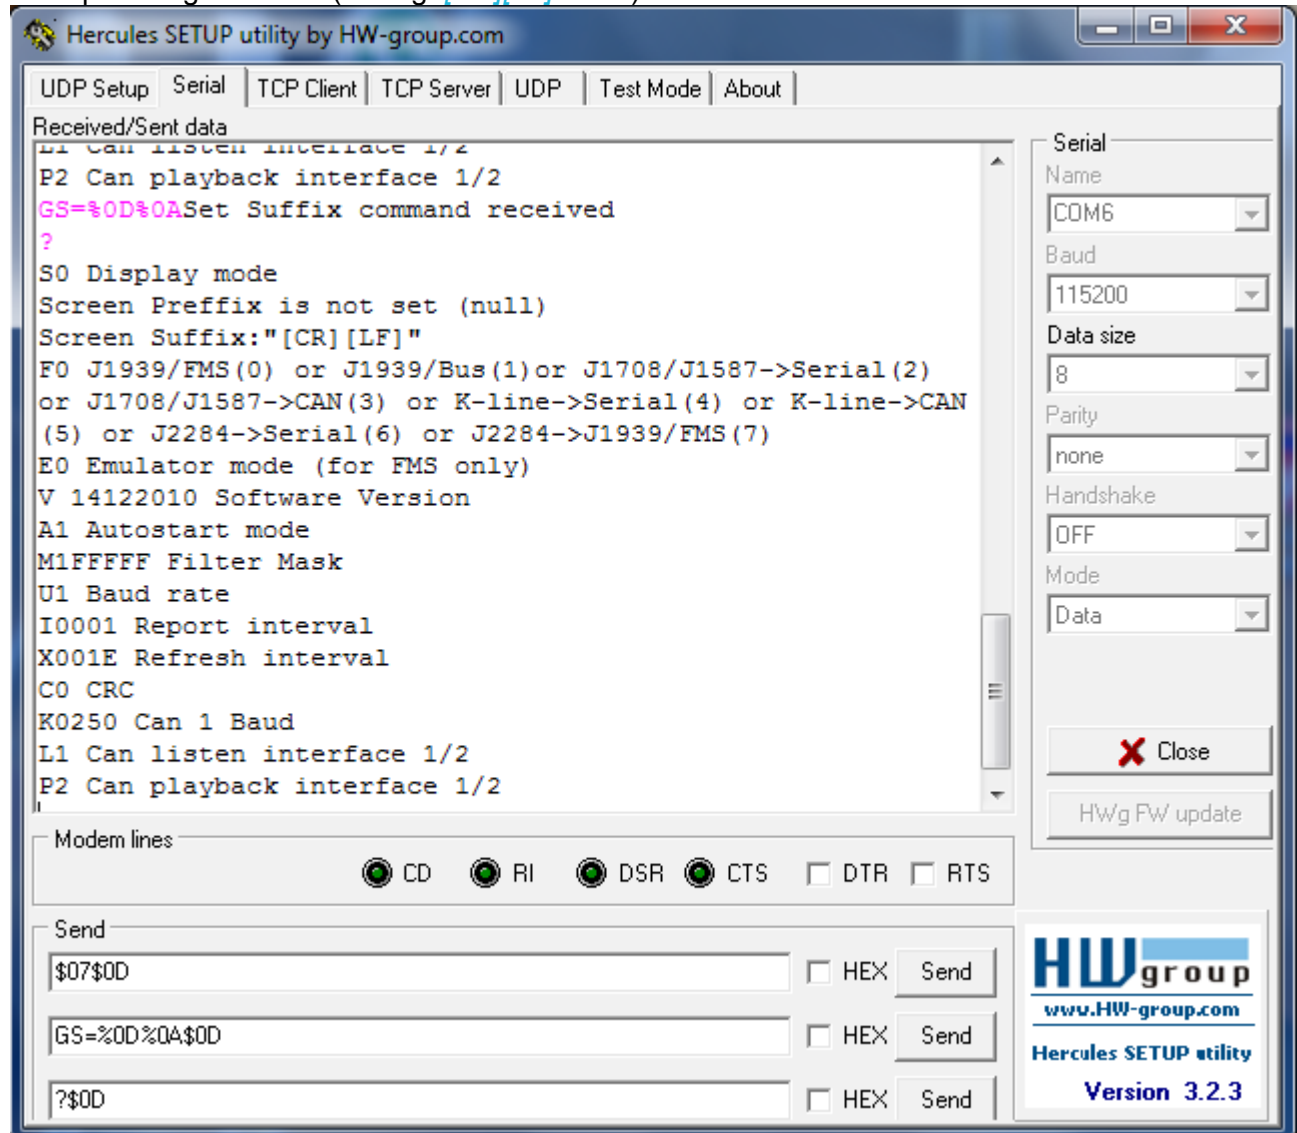 Hercules SETUP utility by HW-group.com
UDP Setup Serial TCP Client TCP Server UDP Test Mode About
Received/Sent data
L1 Can listen interface 1/2
P2 Can playback interface 1/2
GS=%0D%0ASet Suffix command received
?
S0 Display mode
Screen Preffix is not set (null)
Screen Suffix:"[CR][LF]"
F0 J1939/FMS(0) or J1939/Bus(1)or J1708/J1587->Serial(2)
or J1708/J1587->CAN(3) or K-line->Serial(4) or K-line->CAN
(5) or J2284->Serial(6) or J2284->J1939/FMS(7)
E0 Emulator mode (for FMS only)
V 14122010 Software Version
A1 Autostart mode
M1FFFFF Filter Mask
U1 Baud rate
I0001 Report interval
X001E Refresh interval
C0 CRC
K0250 Can 1 Baud
L1 Can listen interface 1/2
P2 Can playback interface 1/2
Serial
Name
COM6
Baud
115200
Data size
8
Parity
none
Handshake
OFF
Mode
Data
Close
HWg FW update
Modem lines
CD RI DSR CTS DTR RTS
Send
$07$0D HEX Send
GS=%0D%0A$0D HEX Send
?$0D HEX Send
HW group
www.HW-group.com
Hercules SETUP utility
Version 3.2.3